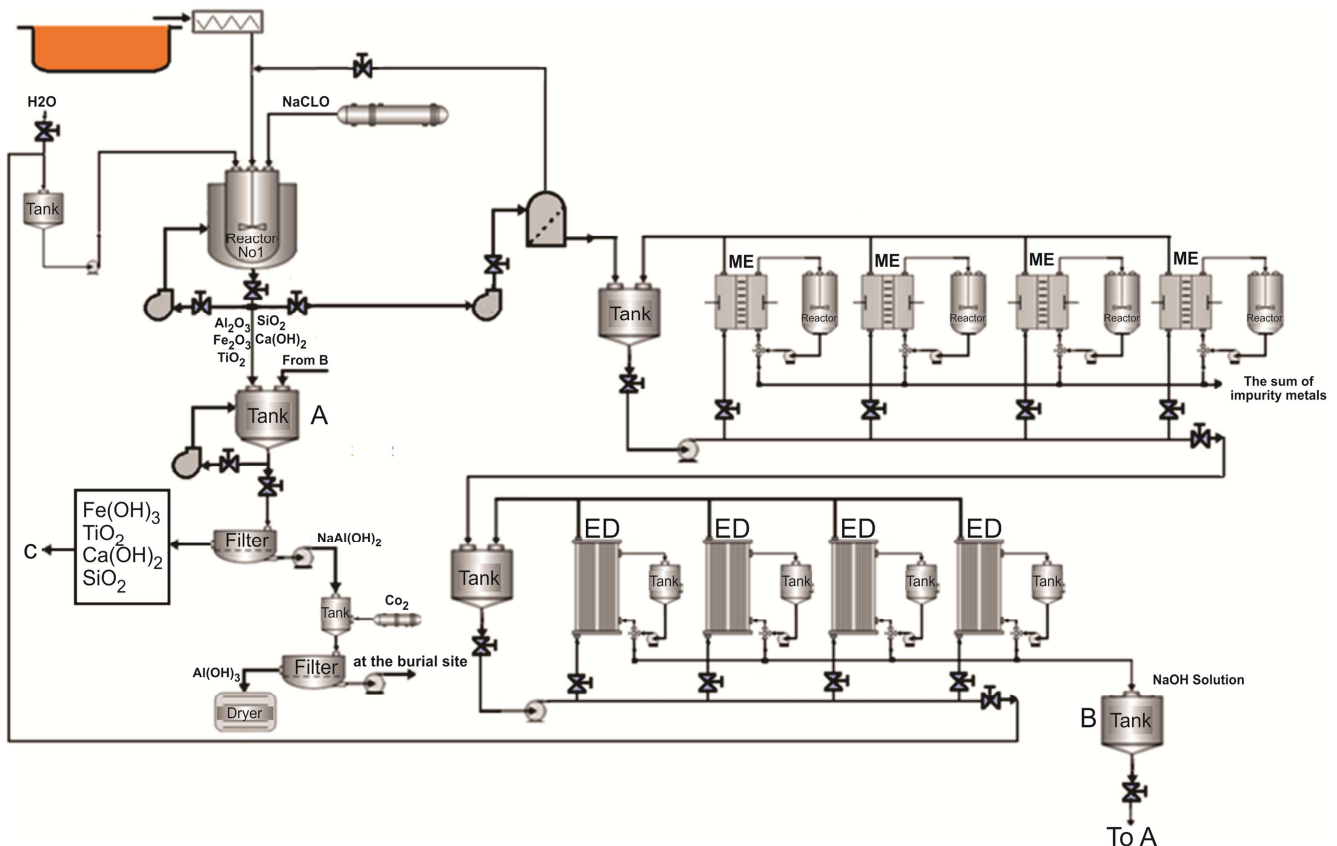 H2O
NaCLO
Tank
Reactor
No1
Al2O3 SiO2
Fe2O3 Ca(OH)2
TiO2
From B
Tank
A
Tank
ME
ME
ME
ME
Reactor
Reactor
Reactor
Reactor
The sum of
impurity metals
Fe(OH)3
TiO2
Ca(OH)2
SiO2
C
Filter
NaAl(OH)2
Tank
Co2
Filter
at the burial site
Al(OH)3
Dryer
Tank
ED
ED
ED
ED
Tank
Tank
Tank
Tank
NaOH Solution
B
Tank
To A